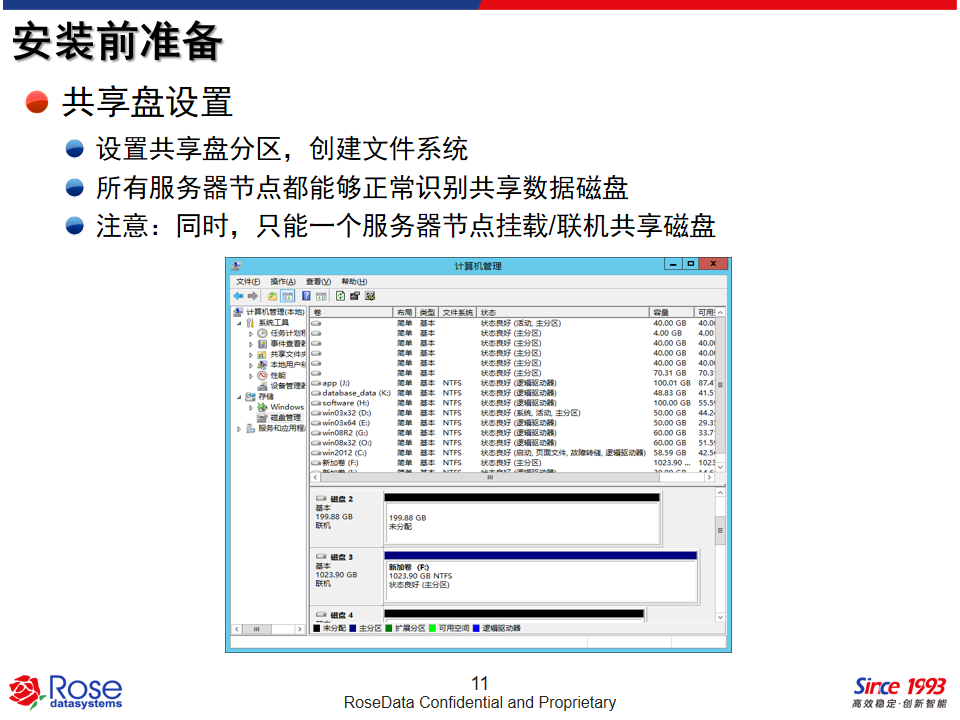 安装前准备
共享盘设置
设置共享盘分区，创建文件系统
所有服务器节点都能够正常识别共享数据磁盘
注意：同时，只能一个服务器节点挂载/联机共享磁盘
计算机管理
文件(F) 操作(A) 查看(V) 帮助(H)
计算机管理(本地)
系统工具
任务计划程
事件查看器
共享文件夹
本地用户和
性能
设备管理器
存储
Windows
磁盘管理
服务和应用程序
卷 布局 类型 文件系统 状态 容量 可用
简单 基本 状态良好 (活动, 主分区) 40.00 GB 40.00
简单 基本 状态良好 (主分区) 4.00 GB 4.00
简单 基本 状态良好 (主分区) 40.00 GB 40.00
简单 基本 状态良好 (主分区) 40.00 GB 40.00
简单 基本 状态良好 (主分区) 40.00 GB 40.00
简单 基本 状态良好 (主分区) 70.31 GB 70.31
app (J:) 简单 基本 NTFS 状态良好 (逻辑驱动器) 100.01 GB 87.4
database_data (K:) 简单 基本 NTFS 状态良好 (逻辑驱动器) 48.83 GB 41.5
software (H:) 简单 基本 NTFS 状态良好 (逻辑驱动器) 100.00 GB 55.5
win03x32 (D:) 简单 基本 NTFS 状态良好 (系统, 活动, 主分区) 50.00 GB 44.2
win03x64 (E:) 简单 基本 NTFS 状态良好 (逻辑驱动器) 50.00 GB 29.3
win08R2 (G:) 简单 基本 NTFS 状态良好 (逻辑驱动器) 60.00 GB 33.7
win08x32 (O:) 简单 基本 NTFS 状态良好 (逻辑驱动器) 60.00 GB 51.5
win2012 (C:) 简单 基本 NTFS 状态良好 (启动, 页面文件, 故障转储, 逻辑驱动器) 58.59 GB 42.5
新加卷 (F:) 简单 基本 NTFS 状态良好 (主分区) 1023.90 ... 1023
磁盘 2
基本
199.88 GB
联机
199.88 GB
未分配
磁盘 3
基本
1023.90 GB
联机
新加卷 (F:)
1023.90 GB NTFS
状态良好 (主分区)
磁盘 4
未分配 主分区 扩展分区 可用空间 逻辑驱动器
Rose
datasystems
11
RoseData Confidential and Proprietary
Since 1993
高效稳定·创新智能